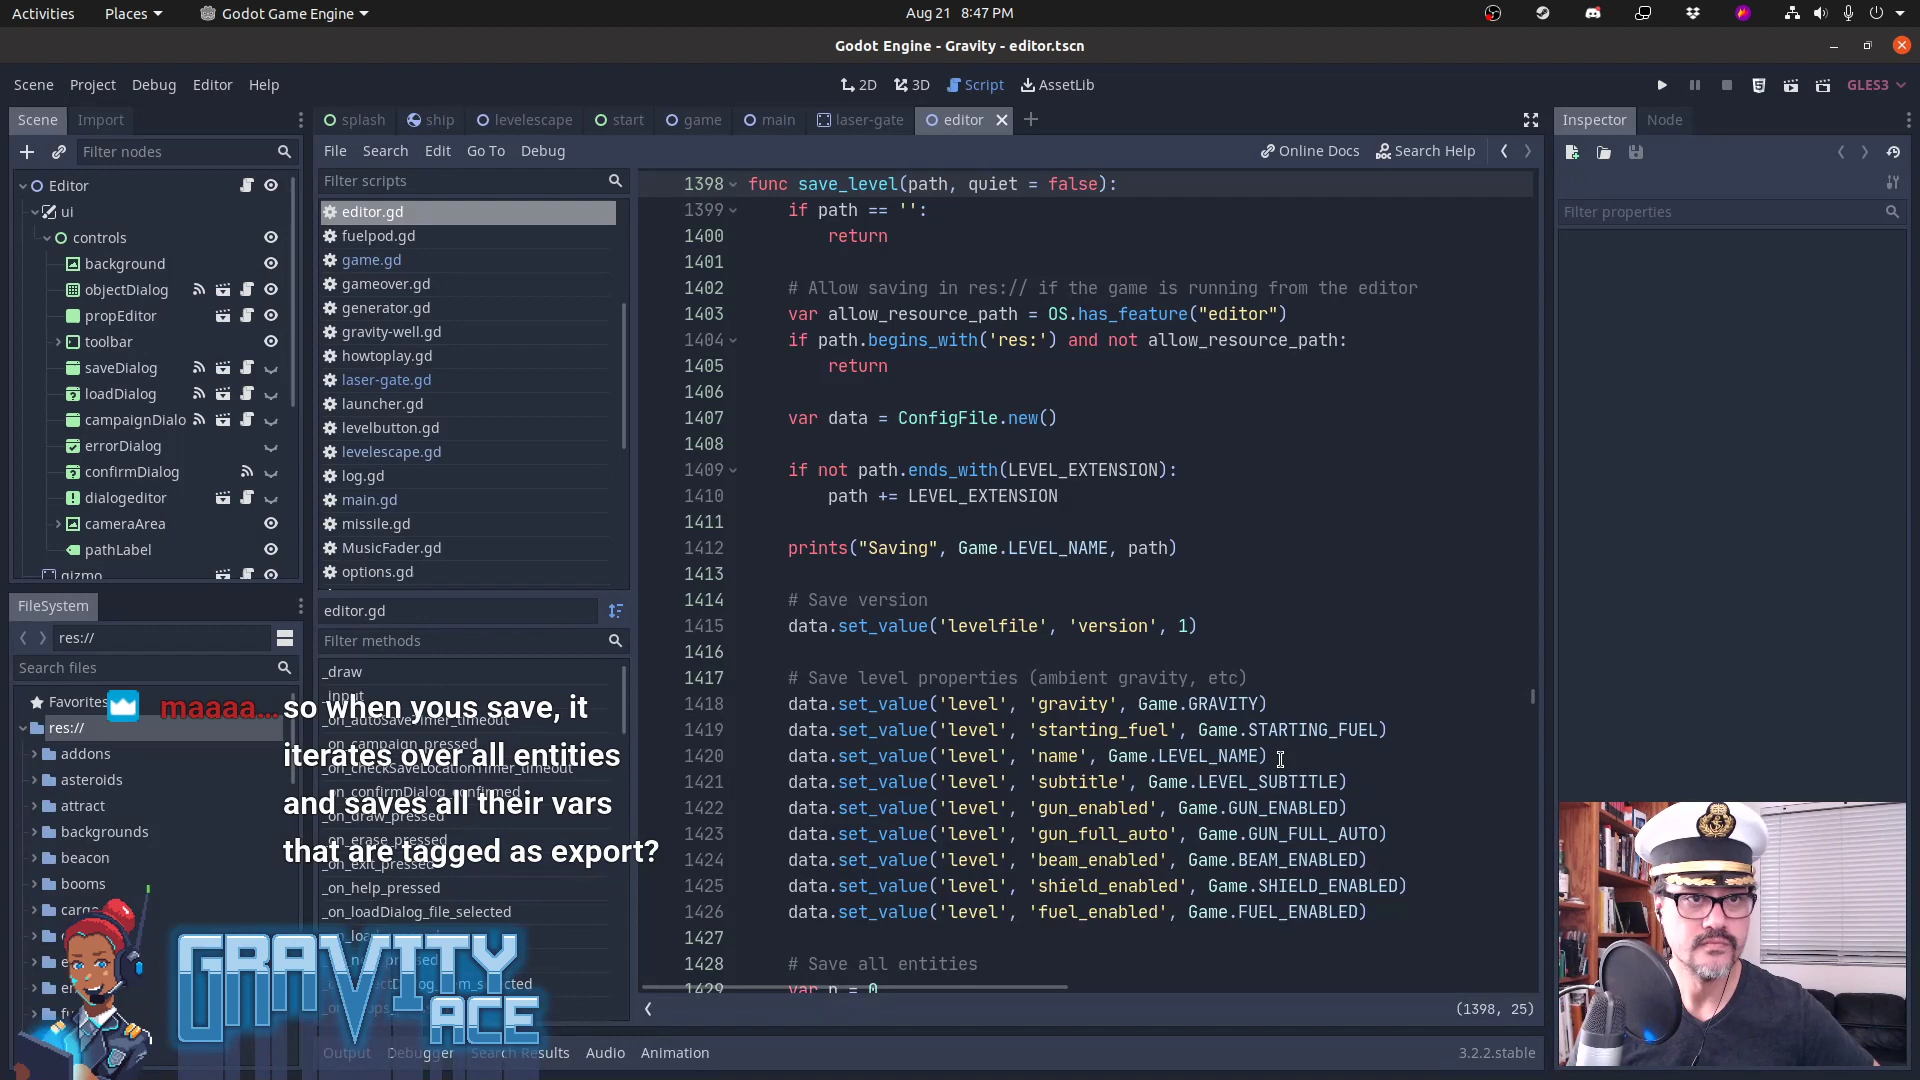 Activities Places Godot Game Engine Aug 21 8:47 PM
Godot Engine - Gravity - editor.tscn
Scene Project Debug Editor Help 2D 3D Script AssetLib GLES3
Scene Import splash ship levelescape start game main laser-gate editor Inspector Node
Filter nodes File Search Edit Go To Debug Online Docs Search Help
Filter scripts
Filter properties
Editor
ui
controls
background
objectDialog
propEditor
toolbar
saveDialog
loadDialog
campaignDialo
errorDialog
confirmDialog
dialogeditor
cameraArea
pathLabel
gizmo
editor.gd
fuelpod.gd
game.gd
gameover.gd
generator.gd
gravity-well.gd
howtoplay.gd
laser-gate.gd
launcher.gd
levelbutton.gd
levelescape.gd
log.gd
main.gd
missile.gd
MusicFader.gd
options.gd
editor.gd
Filter methods
_draw
_input
_on_autoSaveTimer_timeout
_on_campaign_pressed
_on_checkSaveLocationTimer_timeout
_on_confirmDialog_confirmed
_on_draw_pressed
_on_erase_pressed
_on_exit_pressed
_on_help_pressed
_on_loadDialog_file_selected
1398 func save_level(path, quiet = false):
1399 if path == '':
1400 return
1401
1402 # Allow saving in res:// if the game is running from the editor
1403 var allow_resource_path = OS.has_feature("editor")
1404 if path.begins_with('res:') and not allow_resource_path:
1405 return
1406
1407 var data = ConfigFile.new()
1408
1409 if not path.ends_with(LEVEL_EXTENSION):
1410 path += LEVEL_EXTENSION
1411
1412 prints("Saving", Game.LEVEL_NAME, path)
1413
1414 # Save version
1415 data.set_value('levelfile', 'version', 1)
1416
1417 # Save level properties (ambient gravity, etc)
1418 data.set_value('level', 'gravity', Game.GRAVITY)
1419 data.set_value('level', 'starting_fuel', Game.STARTING_FUEL)
1420 data.set_value('level', 'name', Game.LEVEL_NAME)
1421 data.set_value('level', 'subtitle', Game.LEVEL_SUBTITLE)
1422 data.set_value('level', 'gun_enabled', Game.GUN_ENABLED)
1423 data.set_value('level', 'gun_full_auto', Game.GUN_FULL_AUTO)
1424 data.set_value('level', 'beam_enabled', Game.BEAM_ENABLED)
1425 data.set_value('level', 'shield_enabled', Game.SHIELD_ENABLED)
1426 data.set_value('level', 'fuel_enabled', Game.FUEL_ENABLED)
1427
1428 # Save all entities
1429 var n = 0
(1398, 25)
FileSystem
res://
Search files
Favorites
res://
addons
asteroids
attract
backgrounds
beacon
booms
maaaa... so when yous save, it
iterates over all entities
and saves all their vars
that are tagged as export?
GRAVITY
ACE
Output Debugger Search Results Audio Animation 3.2.2.stable